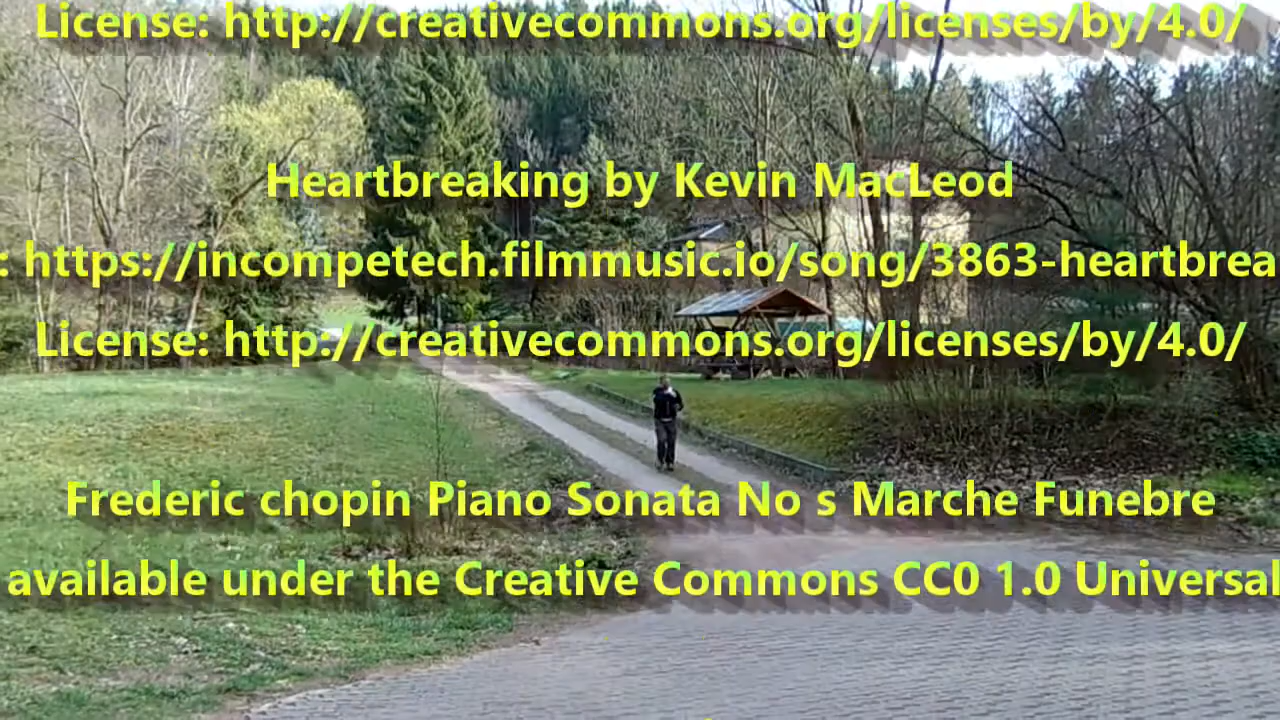 License: http://creativecommons.org/licenses/by/4.0/
Heartbreaking by Kevin MacLeod
: https://incompetech.filmmusic.io/song/3863-heartbrea
License: http://creativecommons.org/licenses/by/4.0/
Frederic chopin Piano Sonata No s Marche Funebre
available under the Creative Commons CC0 1.0 Universal